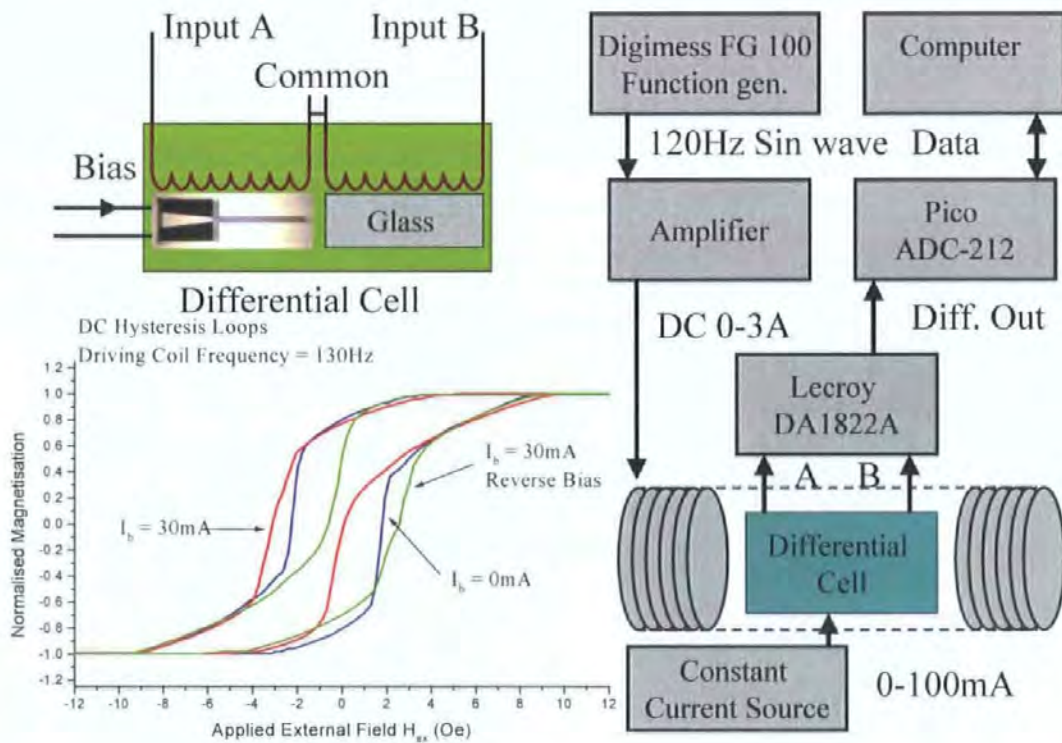 Input A
Input B
Common
Bias
Glass
Differential Cell
DC Hysteresis Loops
Driving Coil Frequency = 130Hz
1.2
1.0
0.8
0.6
0.4
0.2
0.0
-0.2
-0.4
-0.6
-0.8
-1.0
-1.2
Normalised Magnetisation
I_b = 30mA
I_b = 30mA
Reverse Bias
I_b = 0mA
-12 -10 -8 -6 -4 -2 0 2 4 6 8 10 12
Applied External Field H_ex (Oe)
Digimess FG 100
Function gen.
Computer
120Hz Sin wave
Data
Amplifier
Pico
ADC-212
DC 0-3A
Diff. Out
Lecroy
DA1822A
A
B
Differential
Cell
Constant
Current Source
0-100mA